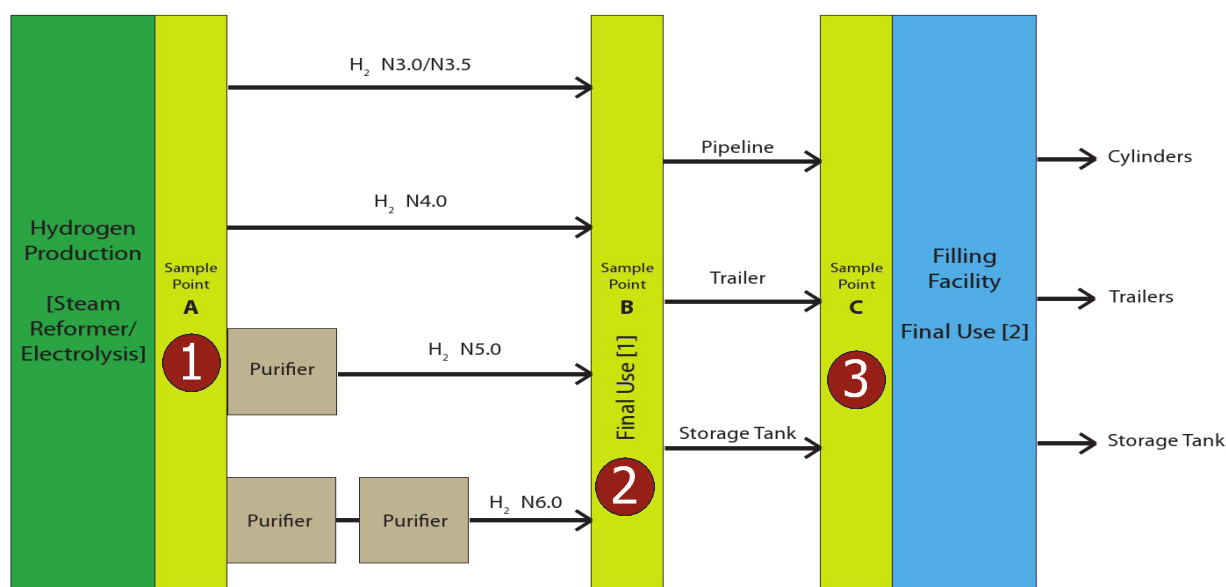 Hydrogen
Production
[Steam
Reformer/
Electrolysis]
Sample
Point
A
1
H₂ N3.0/N3.5
H₂ N4.0
Purifier
H₂ N5.0
Purifier
Purifier
H₂ N6.0
Sample
Point
B
Final Use [1]
2
Pipeline
Trailer
Storage Tank
Sample
Point
C
3
Filling
Facility
Final Use [2]
Cylinders
Trailers
Storage Tank